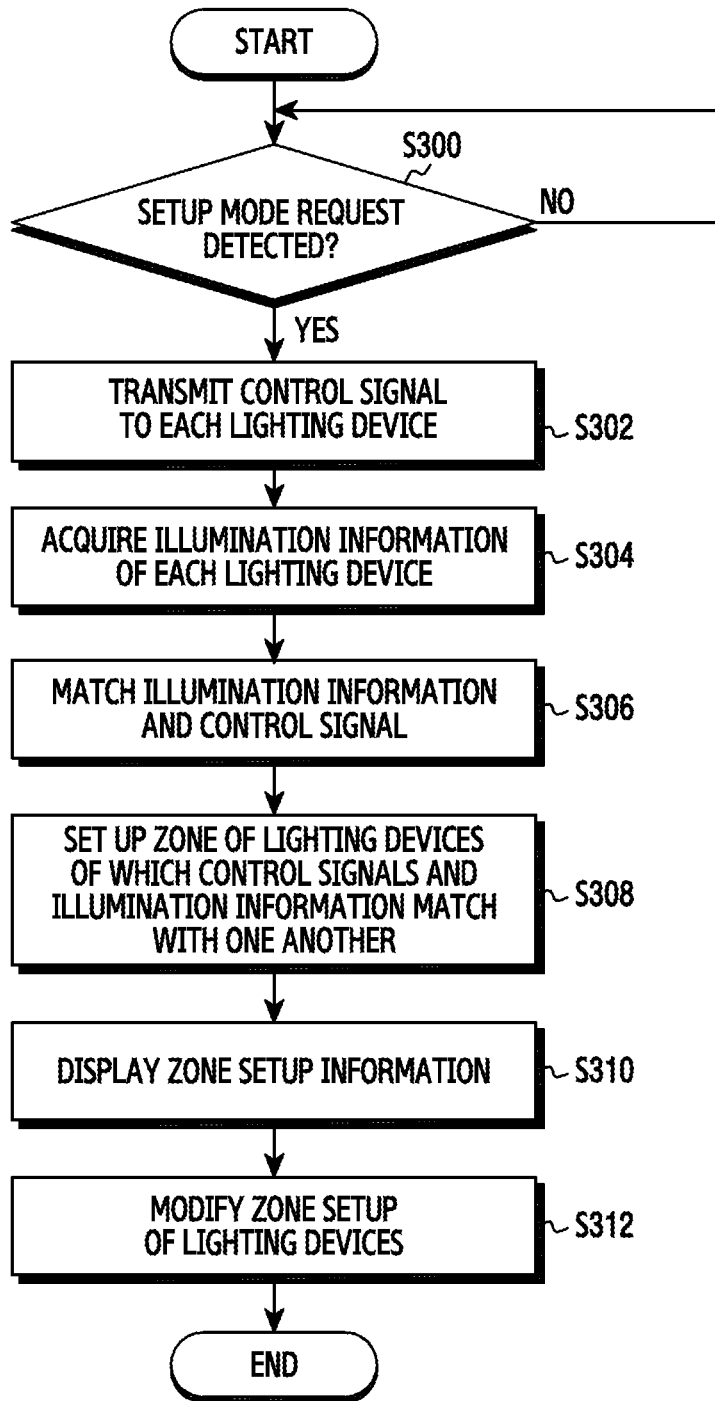 START
S300
SETUP MODE REQUEST
DETECTED?
NO
YES
TRANSMIT CONTROL SIGNAL
TO EACH LIGHTING DEVICE
S302
ACQUIRE ILLUMINATION INFORMATION
OF EACH LIGHTING DEVICE
S304
MATCH ILLUMINATION INFORMATION
AND CONTROL SIGNAL
S306
SET UP ZONE OF LIGHTING DEVICES
OF WHICH CONTROL SIGNALS AND
ILLUMINATION INFORMATION MATCH
WITH ONE ANOTHER
S308
DISPLAY ZONE SETUP INFORMATION
S310
MODIFY ZONE SETUP
OF LIGHTING DEVICES
S312
END